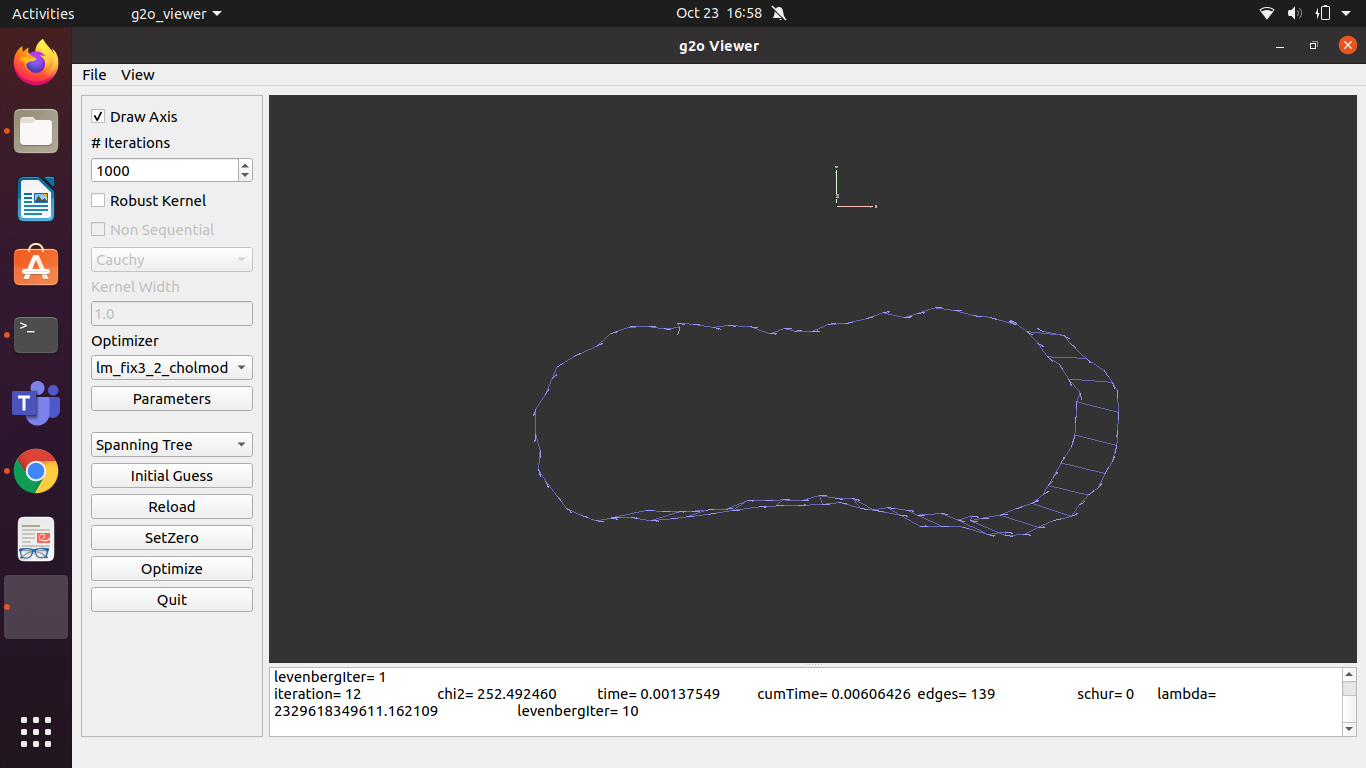 Activities g2o_viewer Oct 23 16:58
g2o Viewer
File View
Draw Axis
# Iterations
1000
Robust Kernel
Non Sequential
Cauchy
Kernel Width
1.0
Optimizer
lm_fix3_2_cholmod
Parameters
Spanning Tree
Initial Guess
Reload
SetZero
Optimize
Quit
levenbergIter= 1
iteration= 12 chi2= 252.492460 time= 0.00137549 cumTime= 0.00606426 edges= 139 schur= 0 lambda=
2329618349611.162109 levenbergIter= 10